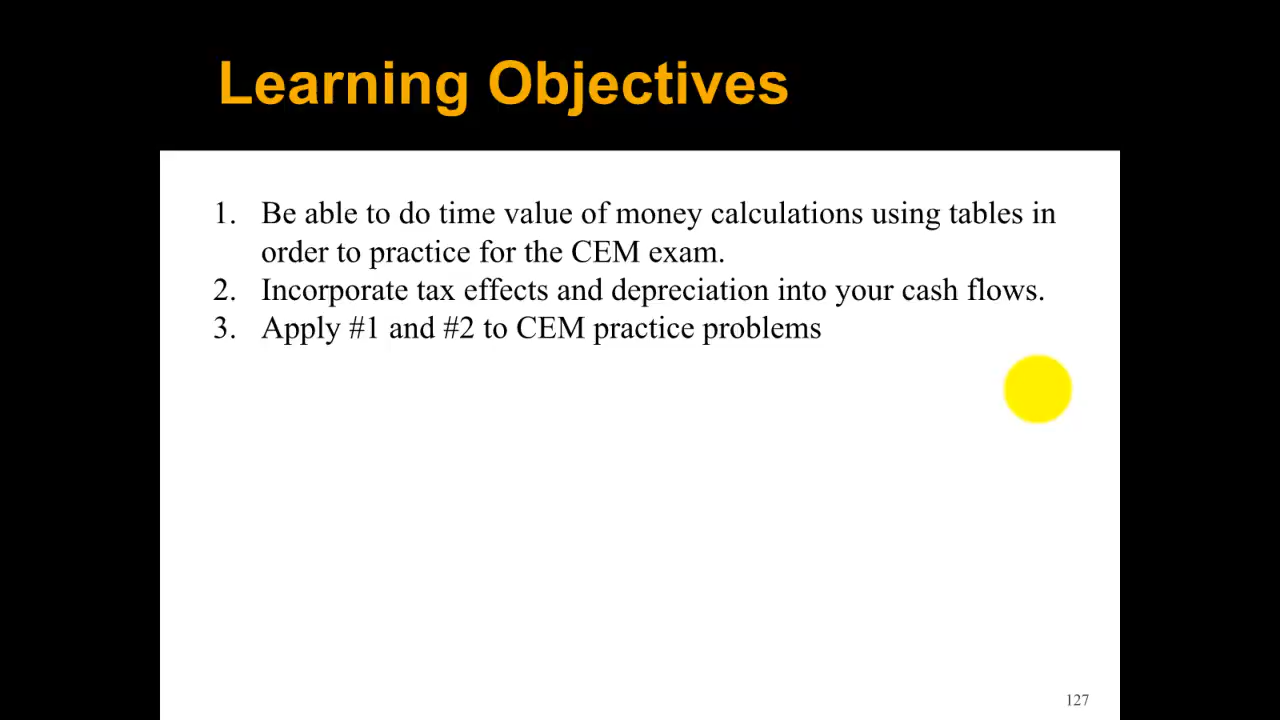 Learning Objectives
1. Be able to do time value of money calculations using tables in
order to practice for the CEM exam.
2. Incorporate tax effects and depreciation into your cash flows.
3. Apply #1 and #2 to CEM practice problems
127